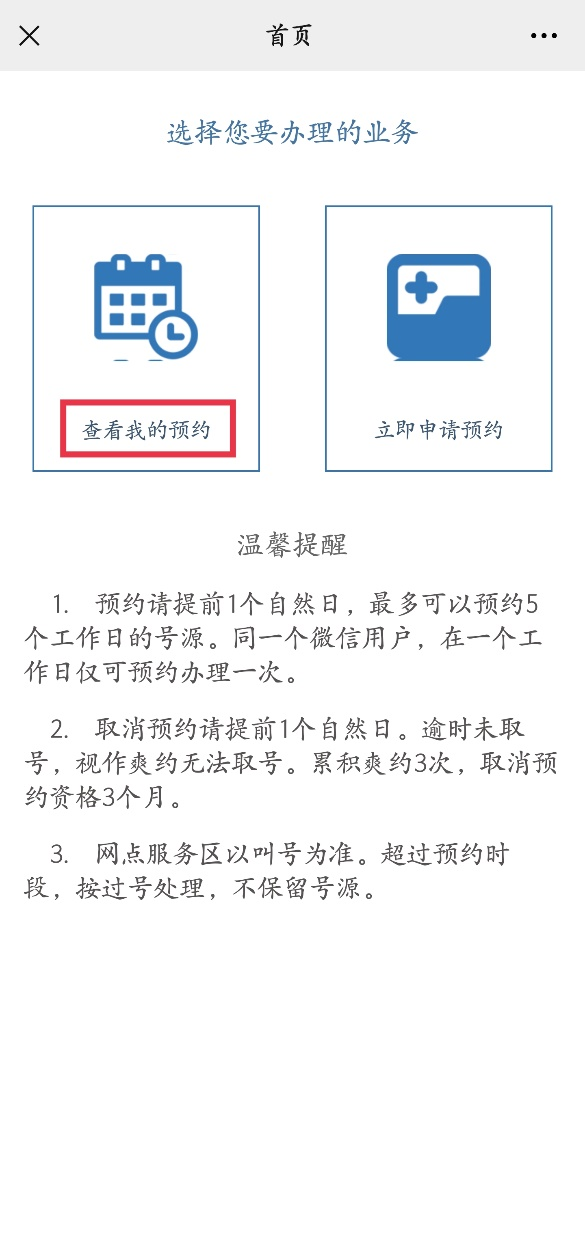 首页
选择您要办理的业务
查看我的预约
立即申请预约
温馨提醒
1. 预约请提前1个自然日，最多可以预约5
个工作日的号源。同一个微信用户，在一个工
作日仅可预约办理一次。
2. 取消预约请提前1个自然日。逾时未取
号，视作爽约无法取号。累积爽约3次，取消预
约资格3个月。
3. 网点服务区以叫号为准。超过预约时
段，按过号处理，不保留号源。